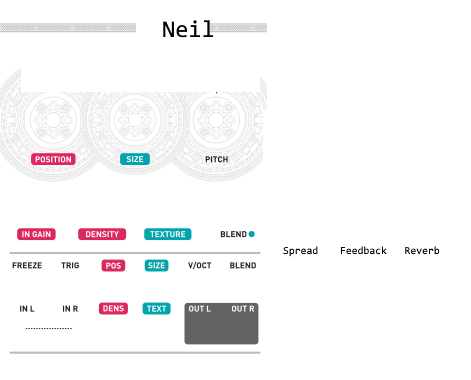 Neil
POSITION SIZE PITCH
IN GAIN DENSITY TEXTURE BLEND
Spread Feedback Reverb
FREEZE TRIG POS SIZE V/OCT BLEND
IN L IN R DENS TEXT OUT L OUT R